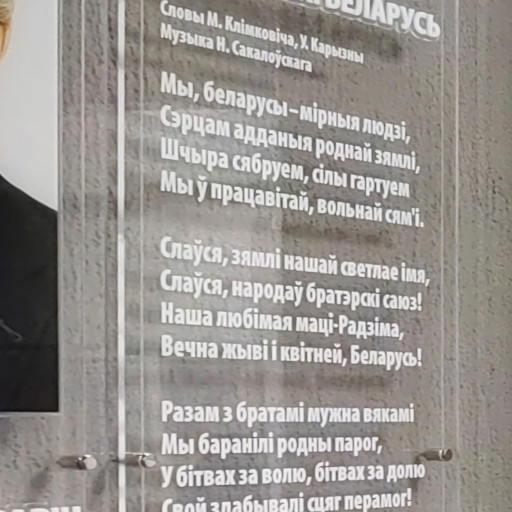 БЕЛАРУСЬ
Словы М. Клімковіча, У. Карызны
Музыка Н. Сакалоўскага
Мы, беларусы – мірныя людзі,
Сэрцам адданыя роднай зямлі,
Шчыра сябруем, сілы гартуем
Мы ў працавітай, вольнай сям'і.
Слаўся, зямлі нашай светлае імя,
Слаўся, народаў братэрскі саюз!
Наша любімая маці-Радзіма,
Вечна жыві і квітней, Беларусь!
Разам з братамі мужна вякамі
Мы баранілі родны парог,
У бітвах за волю, бітвах за долю
Свой здабывалі сцяг перамог!